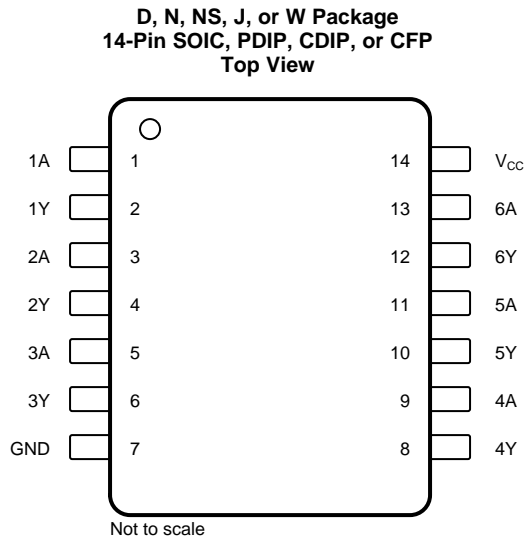 D, N, NS, J, or W Package
14-Pin SOIC, PDIP, CDIP, or CFP
Top View
1A 1 14 VCC
1Y 2 13 6A
2A 3 12 6Y
2Y 4 11 5A
3A 5 10 5Y
3Y 6 9 4A
GND 7 8 4Y
Not to scale